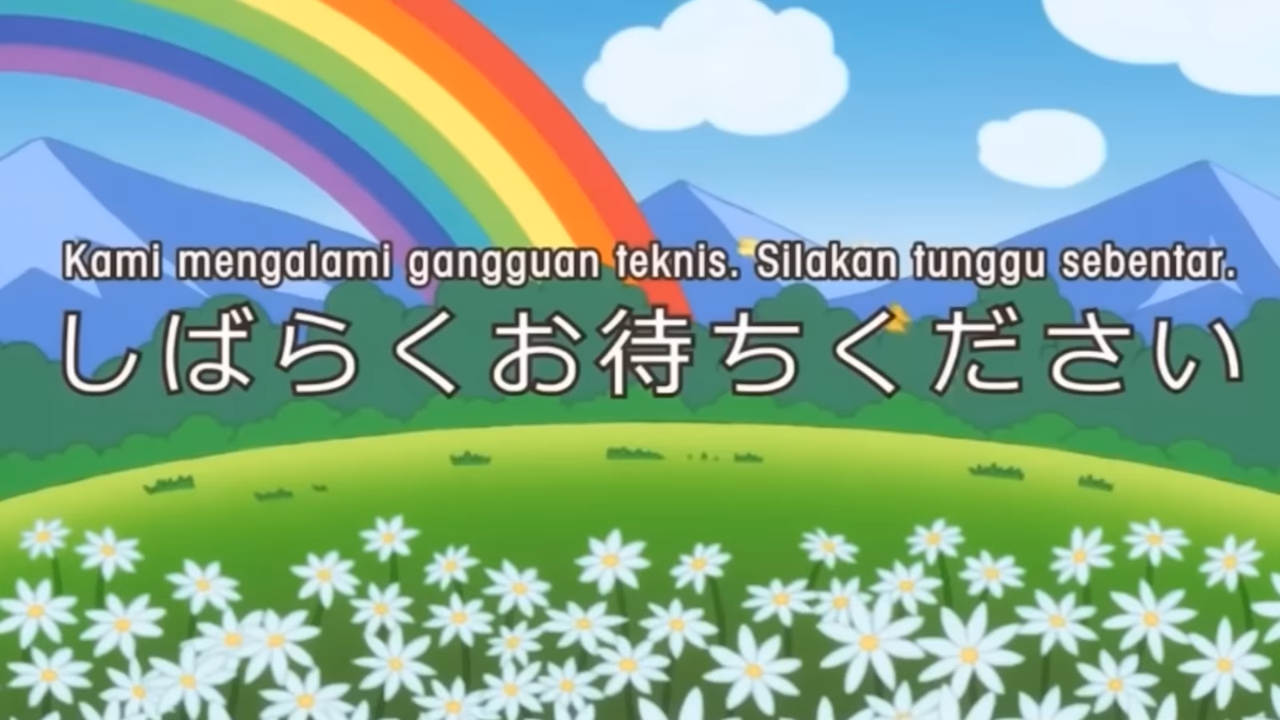 Kami mengalami gangguan teknis. Silakan tunggu sebentar.
しばらくお待ちください